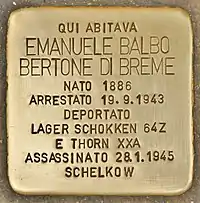 QUI ABITAVA
EMANUELE BALBO
BERTONE DI BREME
NATO 1886
ARRESTATO 19.9.1943
DEPORTATO
LAGER SCHOKKEN 64Z
E THORN XXA
ASSASSINATO 28.1.1945
SCHELKOW